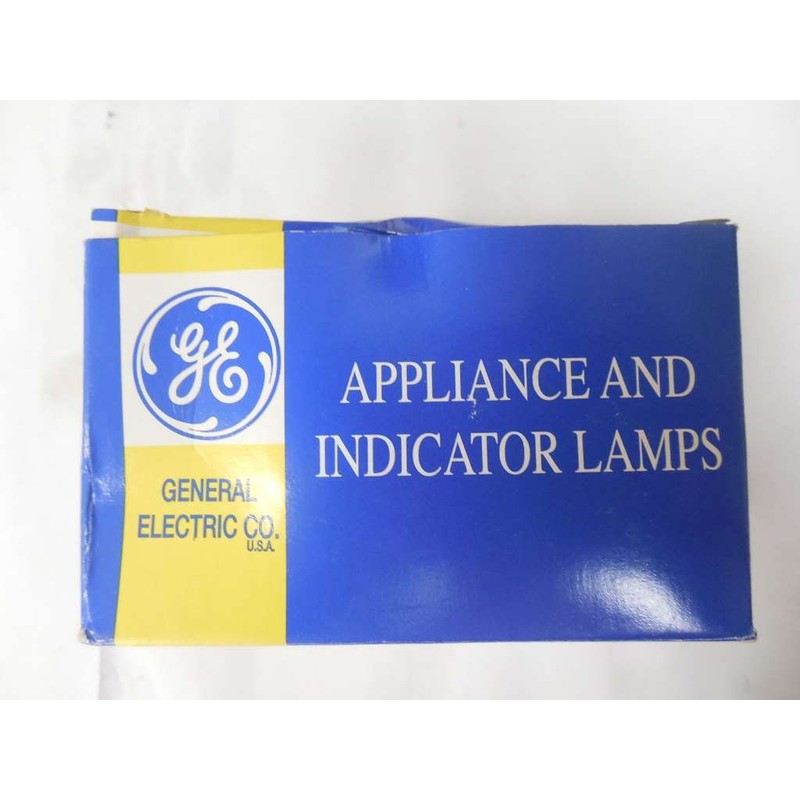 GE
GENERAL
ELECTRIC CO.
U.S.A.
APPLIANCE AND
INDICATOR LAMPS